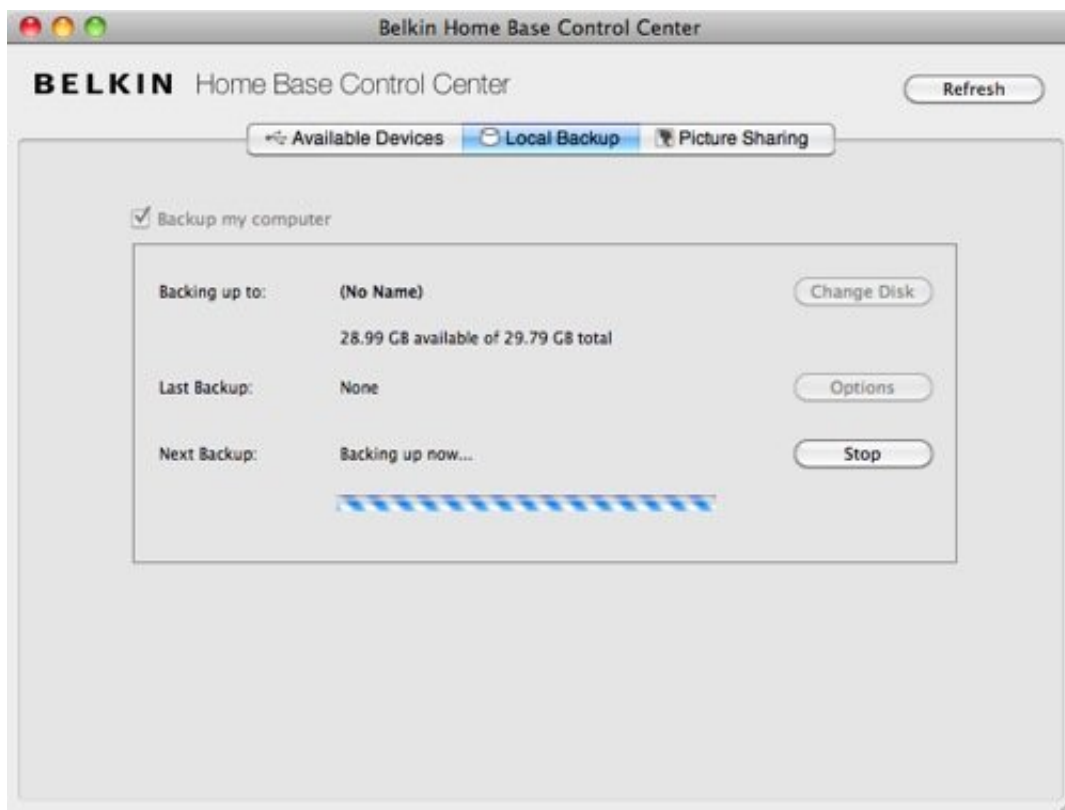 Belkin Home Base Control Center
BELKIN Home Base Control Center
Refresh
Available Devices Local Backup Picture Sharing
Backup my computer
Backing up to: (No Name) Change Disk
28.99 GB available of 29.79 GB total
Last Backup: None Options
Next Backup: Backing up now... Stop